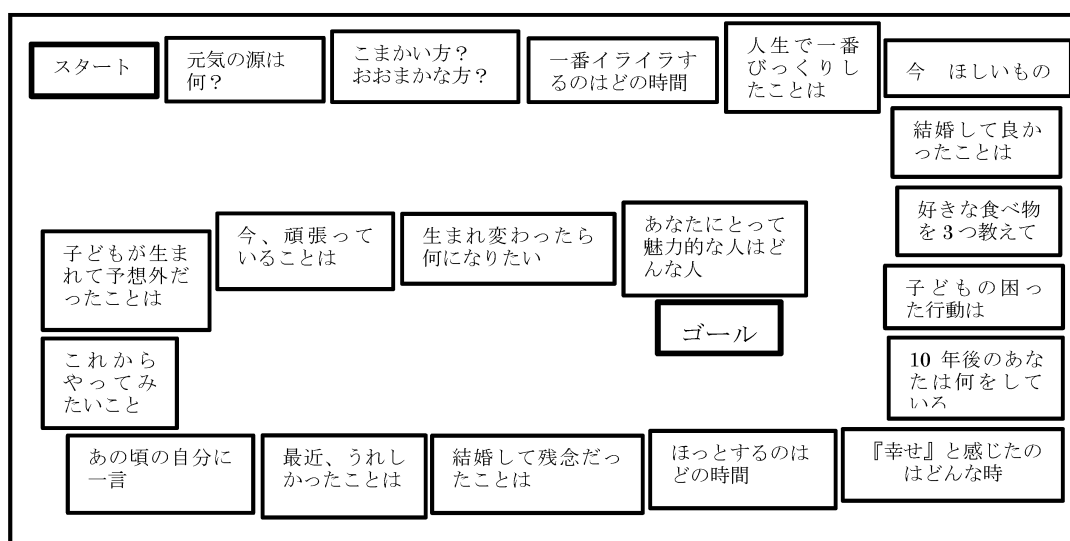 スタート
元気の源は
何？
こまかい方？
おおまかな方？
一番イライラす
るのはどの時間
人生で一番
びっくりし
たことは
今　ほしいもの
結婚して良か
ったことは
好きな食べ物
を 3 つ教えて
子どもの困っ
た行動は
10 年後のあな
たは何をして
いる
『幸せ』と感じたの
はどんな時
ほっとするのは
どの時間
結婚して残念だっ
たことは
最近、うれし
かったことは
あの頃の自分に
一言
これから
やってみ
たいこと
子どもが生ま
れて予想外だ
ったことは
今、頑張って
いることは
生まれ変わったら
何になりたい
あなたにとって
魅力的な人はど
んな人
ゴール